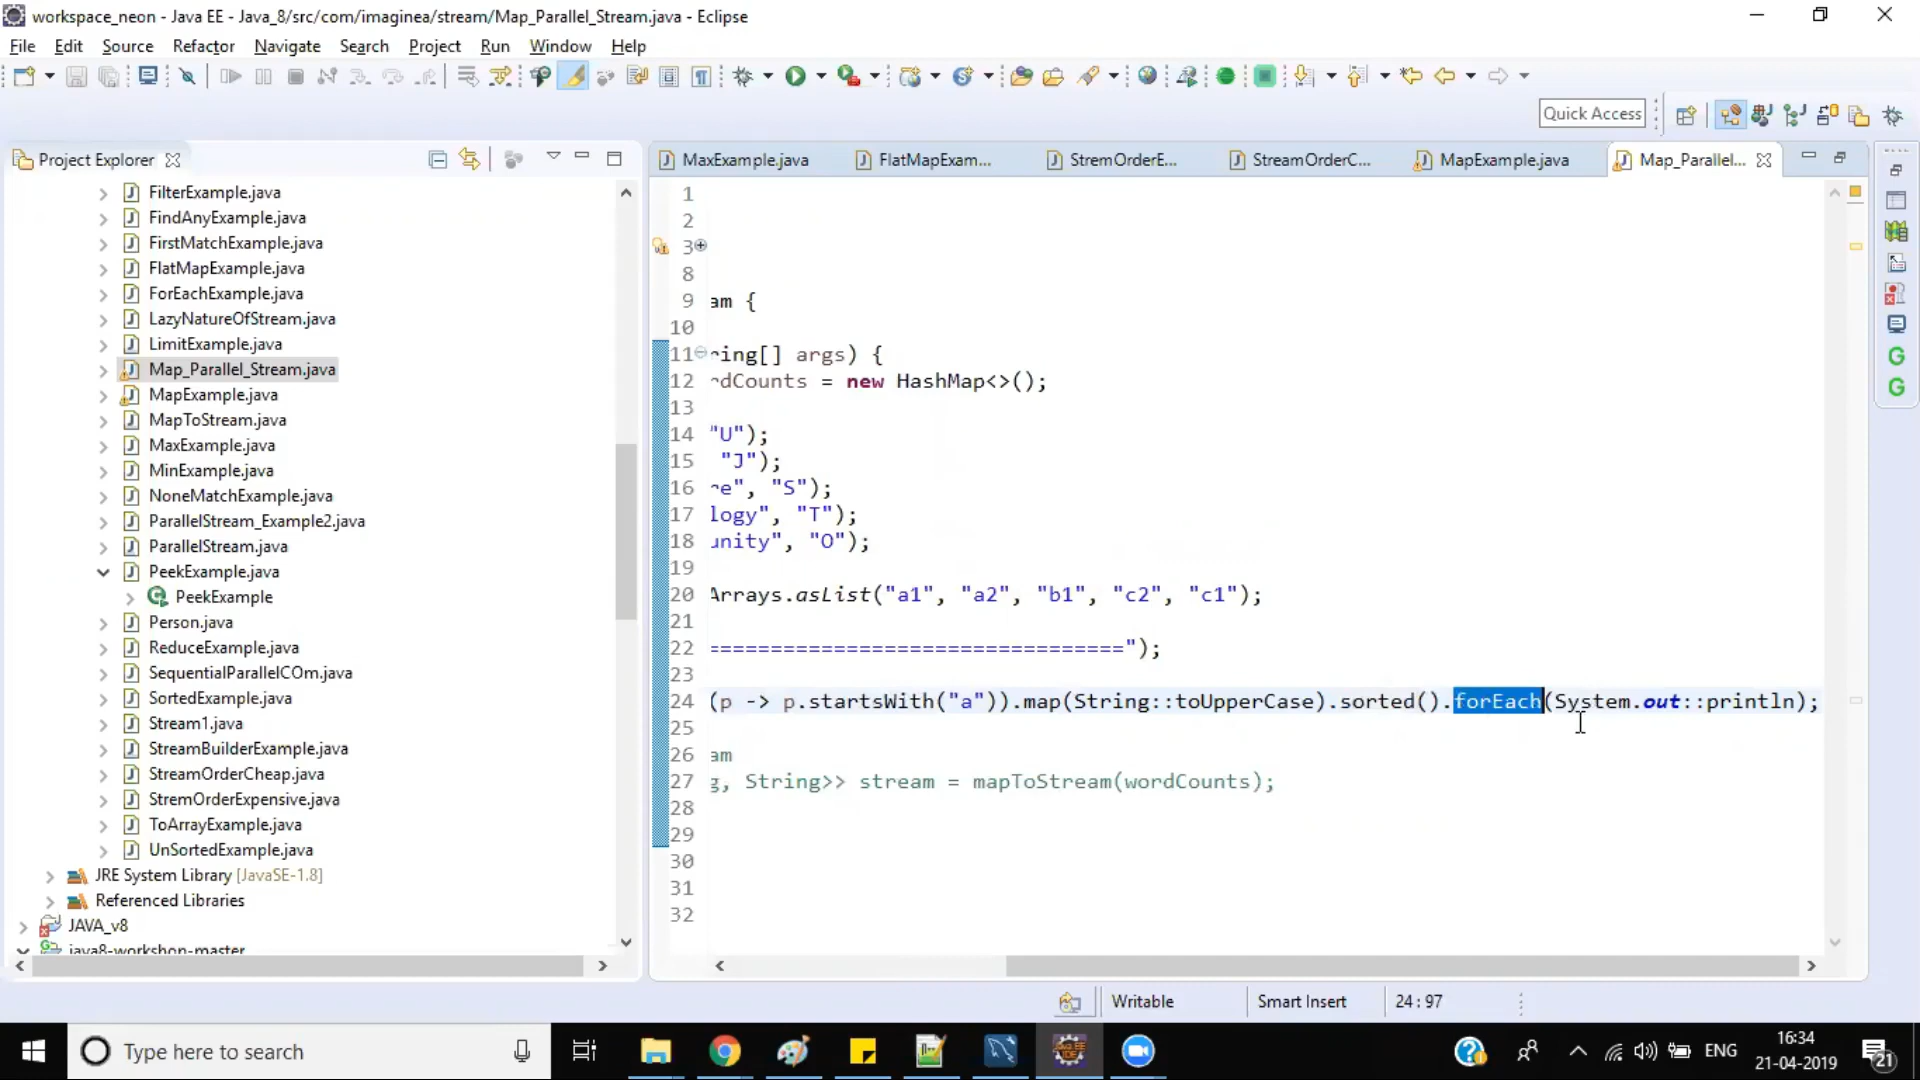 workspace_neon - Java EE - Java_8/src/com/imaginea/stream/Map_Parallel_Stream.java - Eclipse
File Edit Source Refactor Navigate Search Project Run Window Help
Quick Access
Project Explorer
MaxExample.java FlatMapExam... StremOrderE... StreamOrderC... MapExample.java Map_Parallel...
FilterExample.java
FindAnyExample.java
FirstMatchExample.java
FlatMapExample.java
ForEachExample.java
LazyNatureOfStream.java
LimitExample.java
Map_Parallel_Stream.java
MapExample.java
MapToStream.java
MaxExample.java
MinExample.java
NoneMatchExample.java
ParallelStream_Example2.java
ParallelStream.java
PeekExample.java
PeekExample
Person.java
ReduceExample.java
SequentialParallelCOm.java
SortedExample.java
Stream1.java
StreamBuilderExample.java
StreamOrderCheap.java
StremOrderExpensive.java
ToArrayExample.java
UnSortedExample.java
JRE System Library [JavaSE-1.8]
Referenced Libraries
JAVA_v8
java8-workshop-master
1
2
3
8
9 am {
10
11 ring[] args) {
12 rdCounts = new HashMap<>();
13
14 "U");
15 "J");
16 re", "S");
17 logy", "T");
18 unity", "O");
19
20 Arrays.asList("a1", "a2", "b1", "c2", "c1");
21
22 =================================");
23
24 (p -> p.startsWith("a")).map(String::toUpperCase).sorted().forEach(System.out::println);
25
26 am
27 g, String>> stream = mapToStream(wordCounts);
28
29
30
31
32
Writable Smart Insert 24 : 97
Type here to search
ENG
16:34
21-04-2019
21